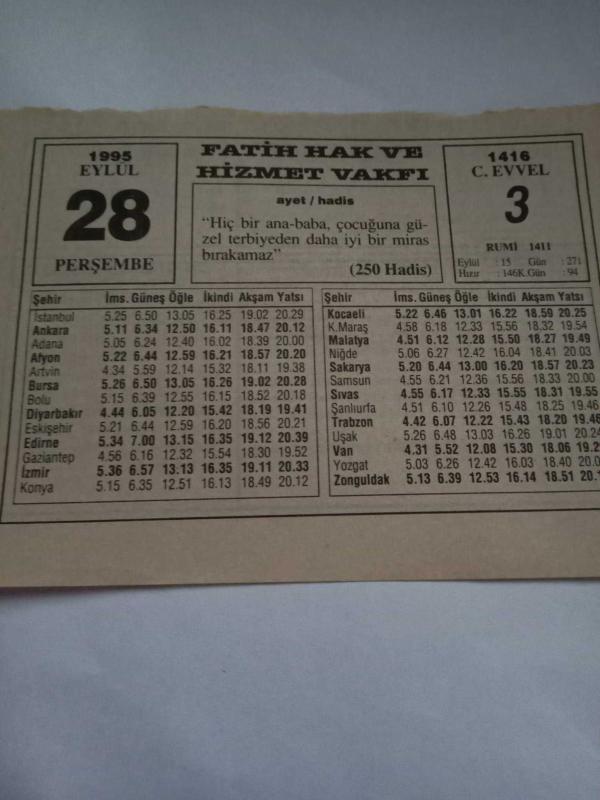 1995
EYLÜL
28
PERŞEMBE
FATİH HAK VE
HİZMET VAKFI
ayet / hadis
“Hiç bir ana-baba, çocuğuna gü-
zel terbiyeden daha iyi bir miras
bırakamaz”
(250 Hadis)
1416
C. EVVEL
3
RUMİ 1411
Eylül : 15 Gün : 271
Hızır : 146 K.Gün : 94
Şehir İms. Güneş Öğle İkindi Akşam Yatsı
İstanbul 5.25 6.50 13.05 16.25 19.02 20.29
Ankara 5.11 6.34 12.50 16.11 18.47 20.12
Adana 5.05 6.24 12.40 16.02 18.39 20.00
Afyon 5.22 6.44 12.59 16.21 18.57 20.20
Artvin 4.34 5.59 12.14 15.32 18.11 19.38
Bursa 5.26 6.50 13.05 16.26 19.02 20.28
Bolu 5.15 6.39 12.55 16.15 18.52 20.18
Diyarbakır 4.44 6.05 12.20 15.42 18.19 19.41
Eskişehir 5.21 6.44 12.59 16.20 18.56 20.21
Edirne 5.34 7.00 13.15 16.35 19.12 20.39
Gaziantep 4.56 6.16 12.32 15.54 18.30 19.52
İzmir 5.36 6.57 13.13 16.35 19.11 20.33
Konya 5.15 6.35 12.51 16.13 18.49 20.12
Şehir İms. Güneş Öğle İkindi Akşam Yatsı
Kocaeli 5.22 6.46 13.01 16.22 18.59 20.25
K.Maraş 4.58 6.18 12.33 15.56 18.32 19.54
Malatya 4.51 6.12 12.28 15.50 18.27 19.49
Niğde 5.06 6.27 12.42 16.04 18.41 20.03
Sakarya 5.20 6.44 13.00 16.20 18.57 20.23
Samsun 4.55 6.21 12.36 15.56 18.33 20.00
Sıvas 4.55 6.17 12.33 15.55 18.31 19.55
Şanlıurfa 4.51 6.10 12.26 15.48 18.25 19.46
Trabzon 4.42 6.07 12.22 15.43 18.20 19.46
Uşak 5.26 6.48 13.03 16.26 19.01 20.24
Van 4.31 5.52 12.08 15.30 18.06 19.2
Yozgat 5.03 6.26 12.42 16.03 18.40 20.0
Zonguldak 5.13 6.39 12.53 16.14 18.51 20.1